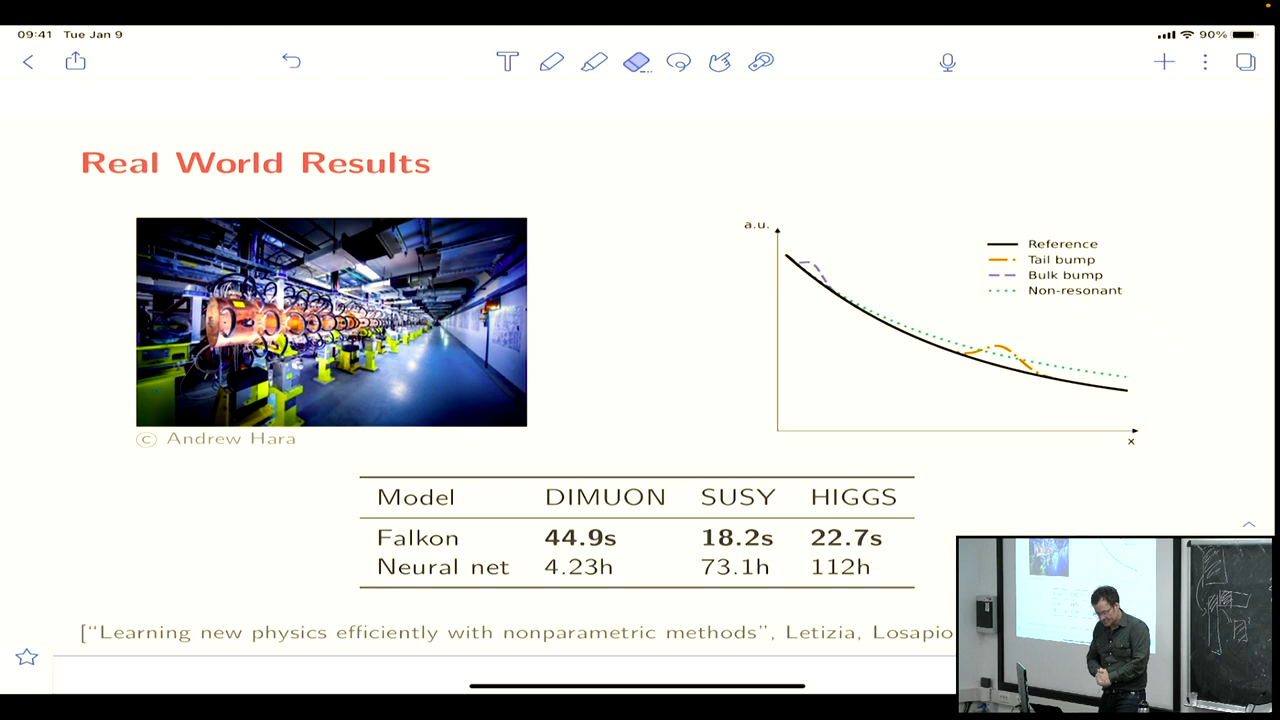 09:41 Tue Jan 9
90%
Real World Results
© Andrew Hara
a.u.
Reference
Tail bump
Bulk bump
Non-resonant
x
Model DIMUON SUSY HIGGS
Falkon 44.9s 18.2s 22.7s
Neural net 4.23h 73.1h 112h
["Learning new physics efficiently with nonparametric methods", Letizia, Losapio